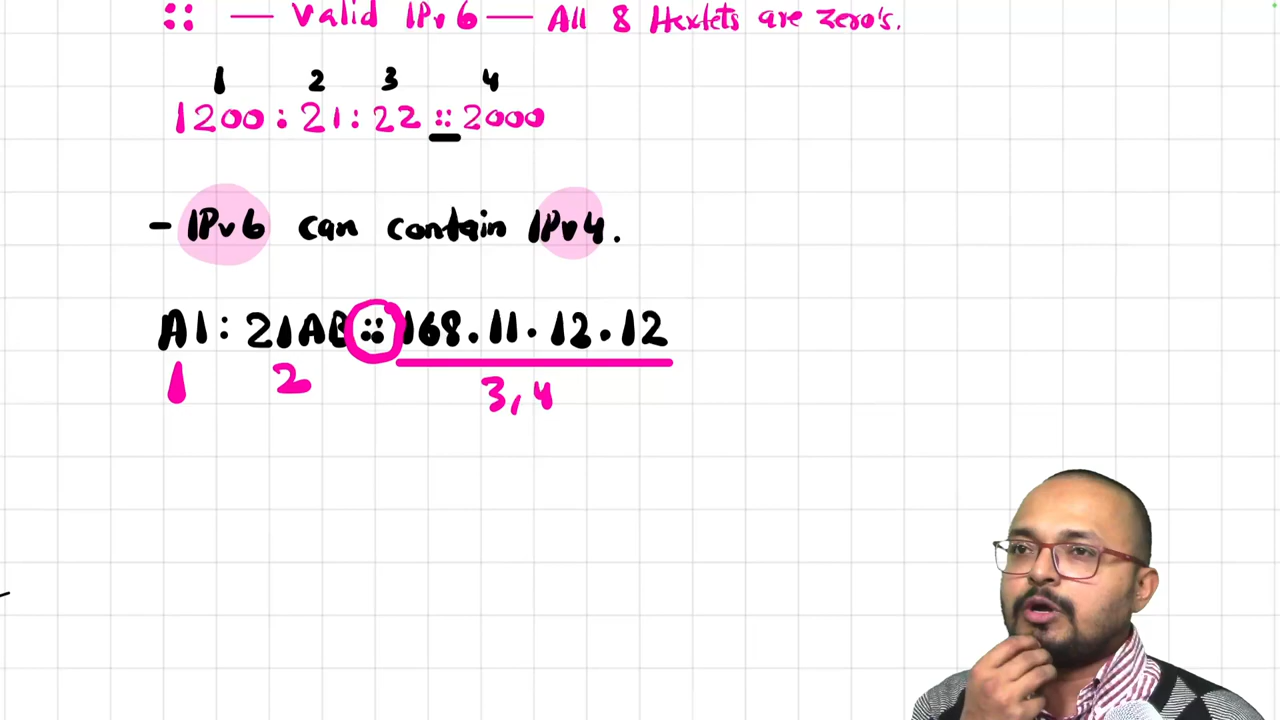 :: — Valid IPv6 — All 8 Hextets are zero's.
1 2 3 4
1200 : 21 : 22 :: 2000
- IPv6 can contain IPv4.
A1 : 21AB :: 168.11.12.12
1 2 3,4